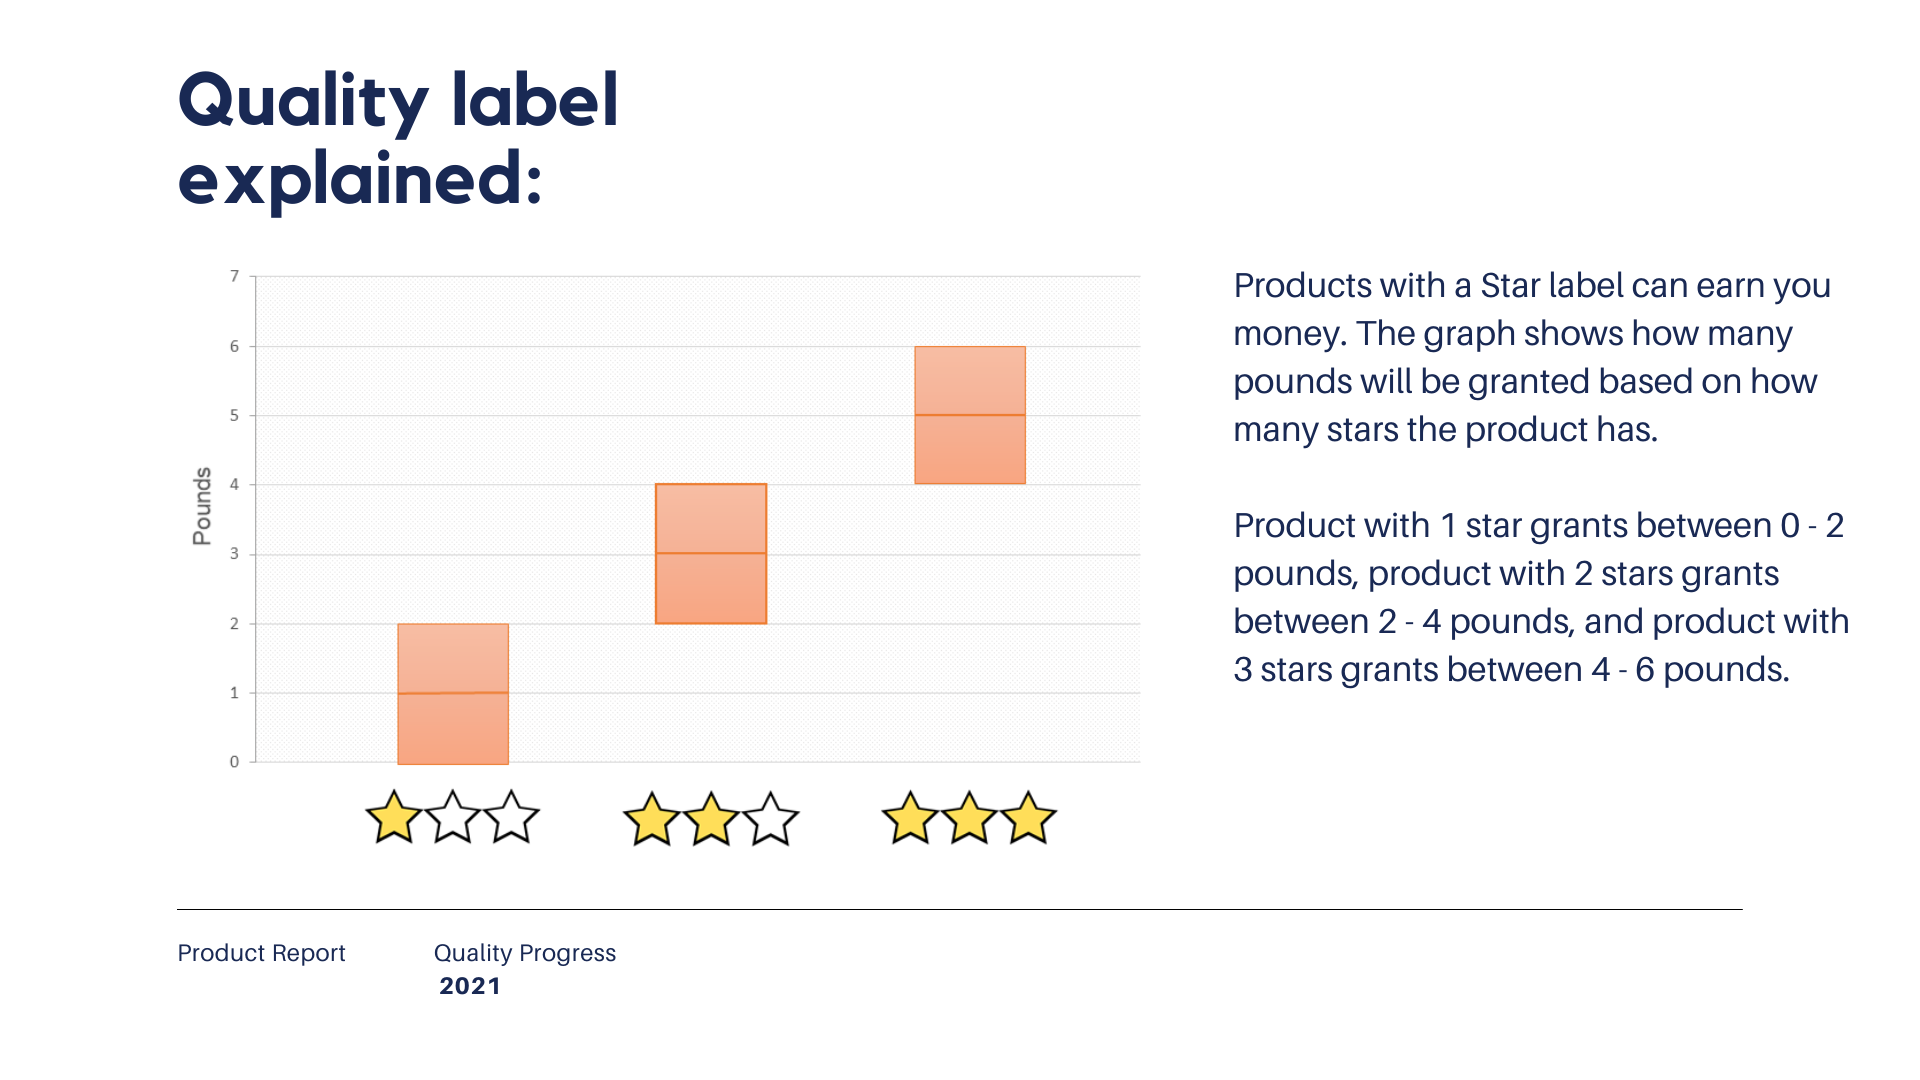 Quality label
explained:
7
6
5
4
3
2
1
0
Pounds
Products with a Star label can earn you
money. The graph shows how many
pounds will be granted based on how
many stars the product has.
Product with 1 star grants between 0 - 2
pounds, product with 2 stars grants
between 2 - 4 pounds, and product with
3 stars grants between 4 - 6 pounds.
Product Report
Quality Progress
2021